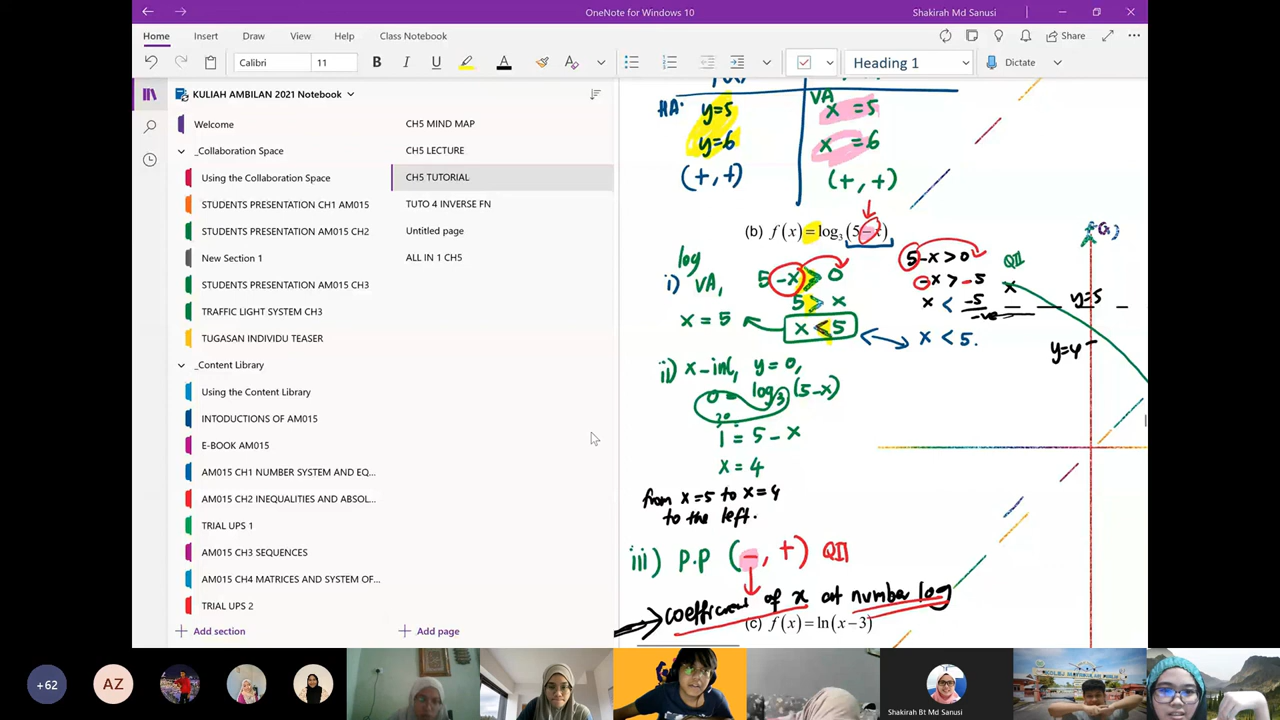 OneNote for Windows 10
Shakirah Md Sanusi
Home Insert Draw View Help Class Notebook
Share
Calibri 11 B I U A
Heading 1
Dictate
KULIAH AMBILAN 2021 Notebook
Welcome
_Collaboration Space
Using the Collaboration Space
STUDENTS PRESENTATION CH1 AM015
STUDENTS PRESENTATION AM015 CH2
New Section 1
STUDENTS PRESENTATION AM015 CH3
TRAFFIC LIGHT SYSTEM CH3
TUGASAN INDIVIDU TEASER
_Content Library
Using the Content Library
INTODUCTIONS OF AM015
E-BOOK AM015
AM015 CH1 NUMBER SYSTEM AND EQ...
AM015 CH2 INEQUALITIES AND ABSOL...
TRIAL UPS 1
AM015 CH3 SEQUENCES
AM015 CH4 MATRICES AND SYSTEM OF...
TRIAL UPS 2
Add section
CH5 MIND MAP
CH5 LECTURE
CH5 TUTORIAL
TUTO 4 INVERSE FN
Untitled page
ALL IN 1 CH5
Add page
HA: y=5
y=6
(+,+)
VA
x =5
x =6
(+,+)
(b) f(x)=log₃(5−x)
log
i) VA, 5 -x > 0
5 > x
x = 5 x < 5
5 -x > 0
-x > -5
x < -5
-ve
x < 5.
ii) x-int, y = 0,
0 = log₃ (5-x)
3⁰
1 = 5 - x
x = 4
from x=5 to x=4
to the left.
iii) P.P (-, +) QII
coefficient of x at number log
(c) f(x)=ln(x−3)
f(x)
QII
x
y=5
y=4
+62
AZ
Shakirah Bt Md Sanusi